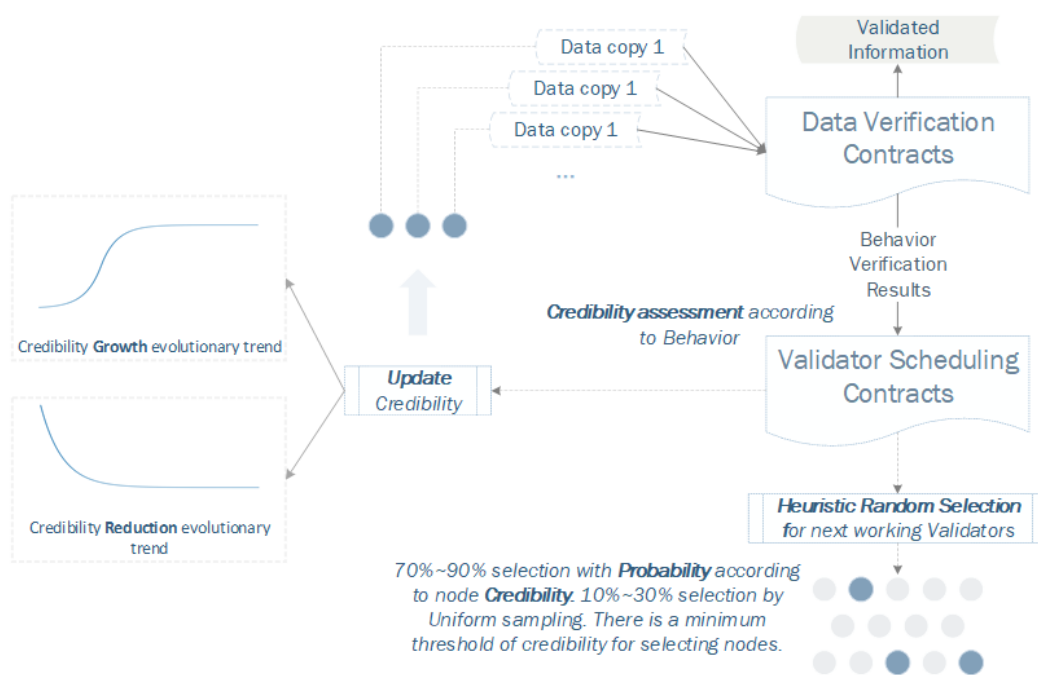 Validated
Information
Data copy 1
Data copy 1
Data copy 1
...
Data Verification
Contracts
Behavior
Verification
Results
Credibility assessment according
to Behavior
Validator Scheduling
Contracts
Update
Credibility
Credibility Growth evolutionary trend
Credibility Reduction evolutionary
trend
Heuristic Random Selection
for next working Validators
70%~90% selection with Probability according
to node Credibility. 10%~30% selection by
Uniform sampling. There is a minimum
threshold of credibility for selecting nodes.